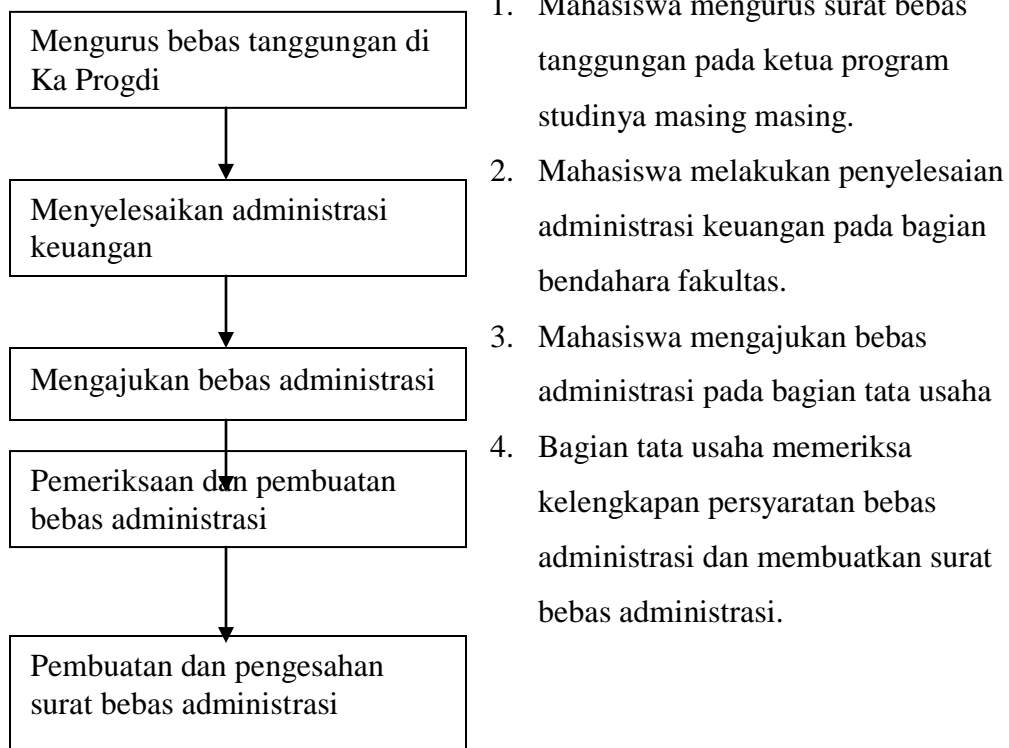 Mengurus bebas tanggungan di
Ka Progdi
Menyelesaikan administrasi
keuangan
Mengajukan bebas administrasi
Pemeriksaan dan pembuatan
bebas administrasi
Pembuatan dan pengesahan
surat bebas administrasi
1. Mahasiswa mengurus surat bebas
tanggungan pada ketua program
studinya masing masing.
2. Mahasiswa melakukan penyelesaian
administrasi keuangan pada bagian
bendahara fakultas.
3. Mahasiswa mengajukan bebas
administrasi pada bagian tata usaha
4. Bagian tata usaha memeriksa
kelengkapan persyaratan bebas
administrasi dan membuatkan surat
bebas administrasi.